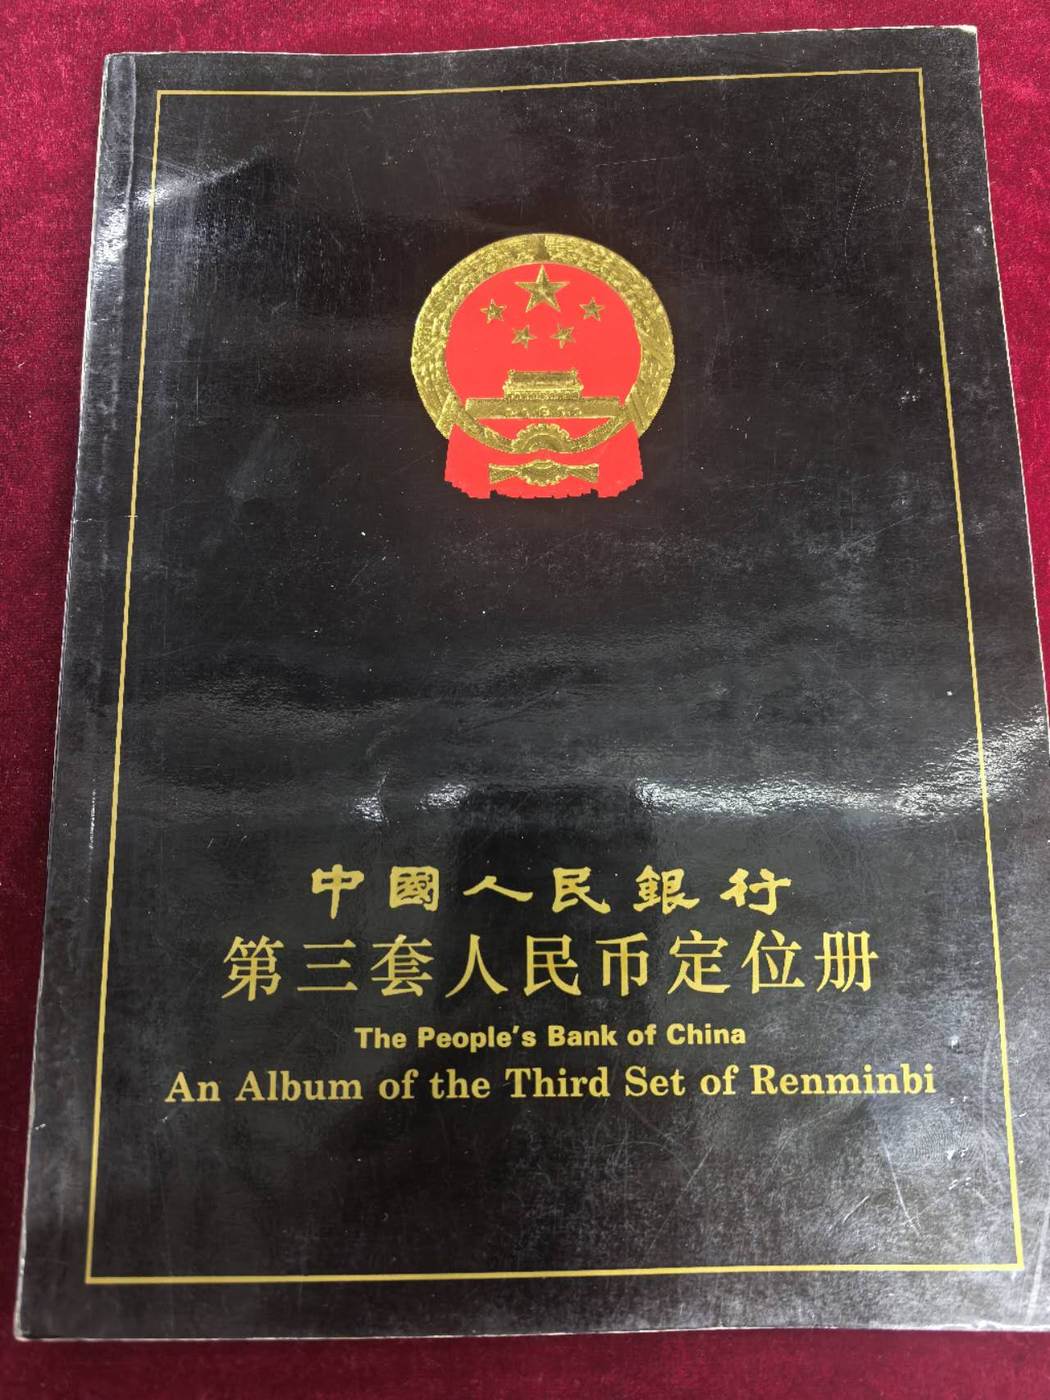 中國人民銀行
第三套人民币定位册
The People's Bank of China
An Album of the Third Set of Renminbi